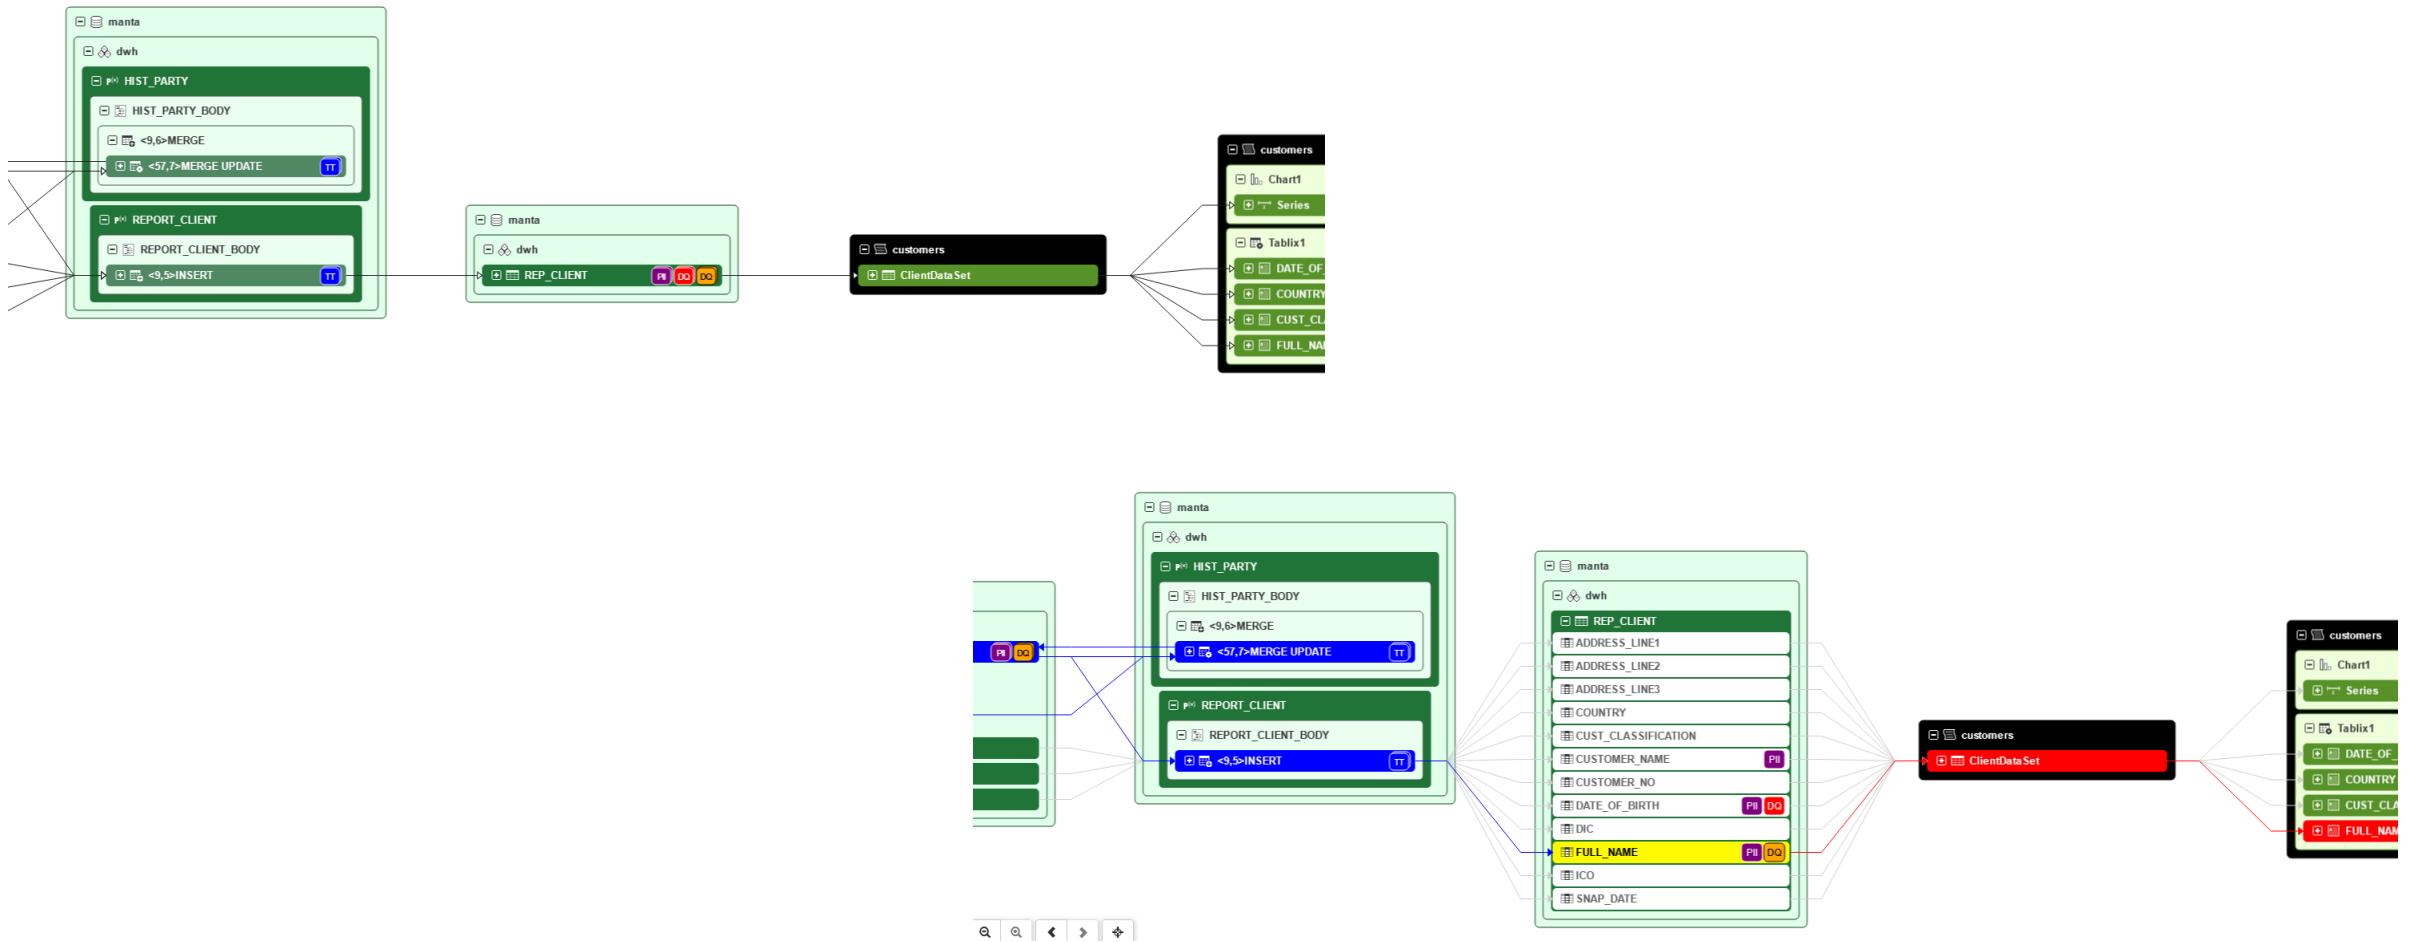 manta
dwh
HIST_PARTY
HIST_PARTY_BODY
<9,6>MERGE
<57,7>MERGE UPDATE TT
REPORT_CLIENT
REPORT_CLIENT_BODY
<9,5>INSERT TT
manta
dwh
REP_CLIENT PII DQ DQ
customers
ClientDataSet
customers
Chart1
Series
Tablix1
DATE_OF_
COUNTRY
CUST_CL
FULL_NA
PII DQ
manta
dwh
HIST_PARTY
HIST_PARTY_BODY
<9,6>MERGE
<57,7>MERGE UPDATE TT
REPORT_CLIENT
REPORT_CLIENT_BODY
<9,5>INSERT TT
manta
dwh
REP_CLIENT
ADDRESS_LINE1
ADDRESS_LINE2
ADDRESS_LINE3
COUNTRY
CUST_CLASSIFICATION
CUSTOMER_NAME PII
CUSTOMER_NO
DATE_OF_BIRTH PII DQ
DIC
FULL_NAME PII DQ
ICO
SNAP_DATE
customers
ClientDataSet
customers
Chart1
Series
Tablix1
DATE_OF_
COUNTRY
CUST_CLA
FULL_NAM